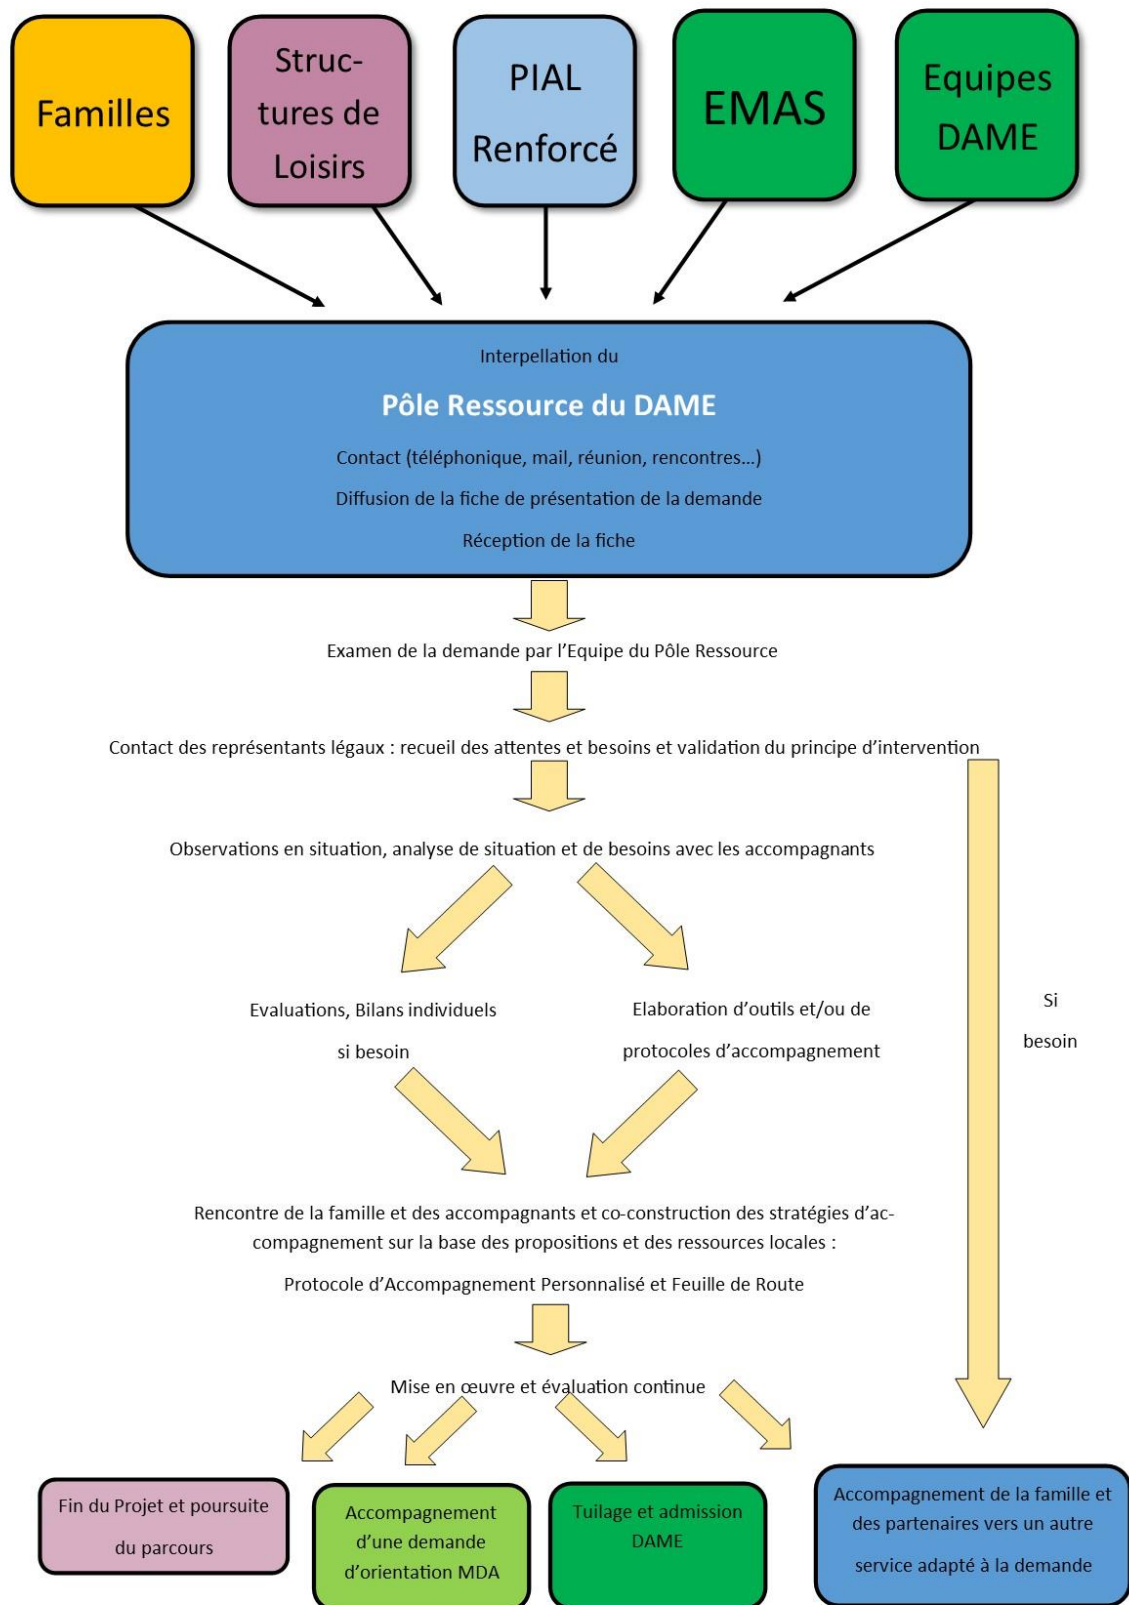 Familles
Struc-
tures de
Loisirs
PIAL
Renforcé
EMAS
Equipes
DAME
Interpellation du
Pôle Ressource du DAME
Contact (téléphonique, mail, réunion, rencontres…)
Diffusion de la fiche de présentation de la demande
Réception de la fiche
Examen de la demande par l’Equipe du Pôle Ressource
Contact des représentants légaux : recueil des attentes et besoins et validation du principe d’intervention
Observations en situation, analyse de situation et de besoins avec les accompagnants
Evaluations, Bilans individuels
si besoin
Elaboration d’outils et/ou de
protocoles d’accompagnement
Si
besoin
Rencontre de la famille et des accompagnants et co-construction des stratégies d’ac-
compagnement sur la base des propositions et des ressources locales :
Protocole d’Accompagnement Personnalisé et Feuille de Route
Mise en œuvre et évaluation continue
Fin du Projet et poursuite
du parcours
Accompagnement
d’une demande
d’orientation MDA
Tuilage et admission
DAME
Accompagnement de la famille et
des partenaires vers un autre
service adapté à la demande